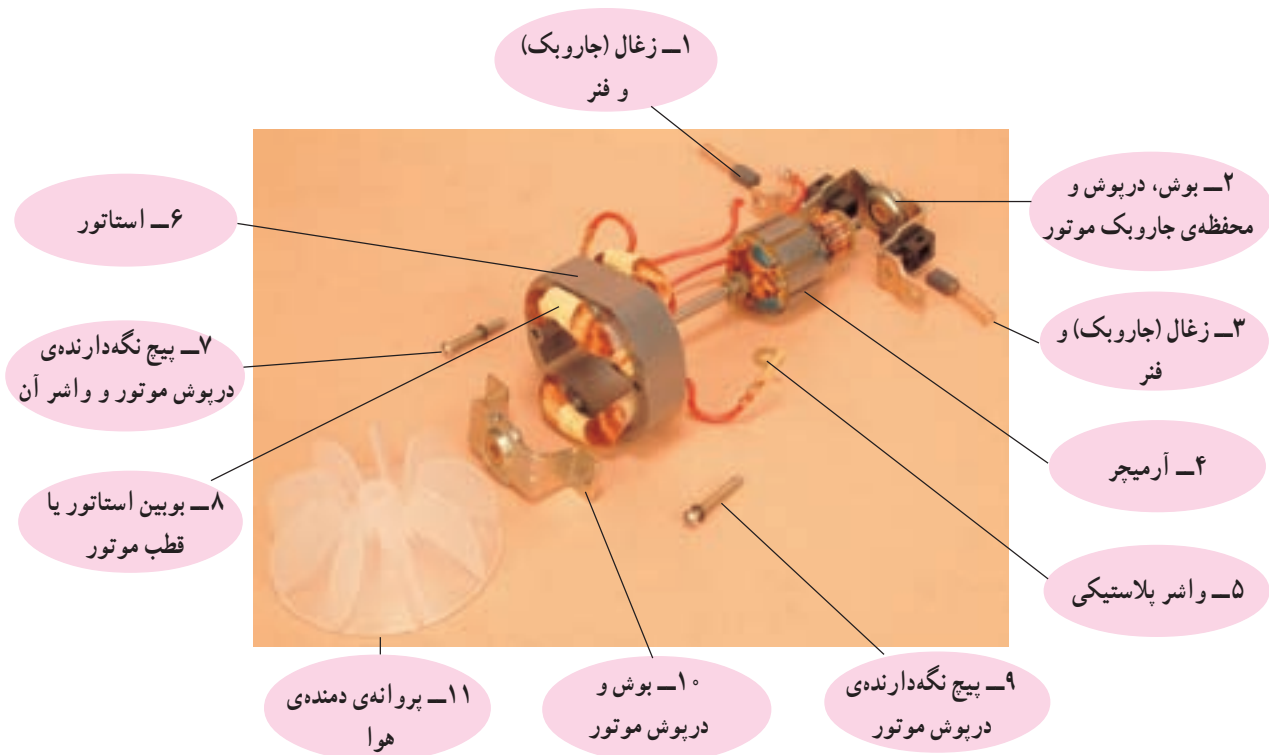 ۱ــ زغال (جاروبک)
و فنر
۲ــ بوش، درپوش و
محفظه‌ی جاروبک موتور
۳ــ زغال (جاروبک) و
فنر
۴ــ آرمیچر
۵ــ واشر پلاستیکی
۶ــ استاتور
۷ــ پیچ نگه‌دارنده‌ی
درپوش موتور و واشر آن
۸ــ بوبین استاتور یا
قطب موتور
۹ــ پیچ نگه‌دارنده‌ی
درپوش موتور
۱۰ــ بوش و
درپوش موتور
۱۱ــ پروانه‌ی دمنده‌ی
هوا